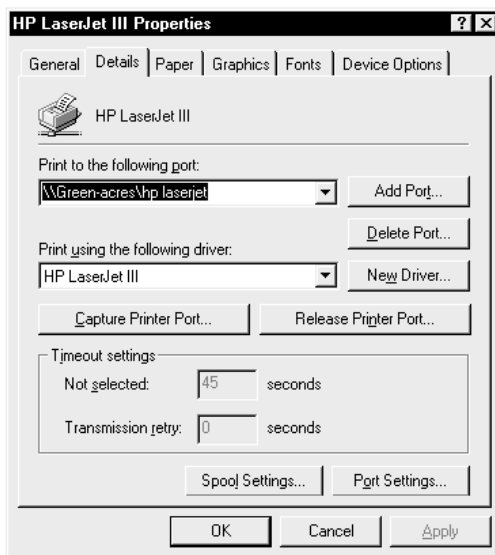 HP LaserJet III Properties
General Details Paper Graphics Fonts Device Options
HP LaserJet III
Print to the following port:
\\Green-acres\hp laserjet Add Port...
Delete Port...
Print using the following driver:
HP LaserJet III New Driver...
Capture Printer Port... Release Printer Port...
Timeout settings
Not selected: 45 seconds
Transmission retry: 0 seconds
Spool Settings... Port Settings...
OK Cancel Apply